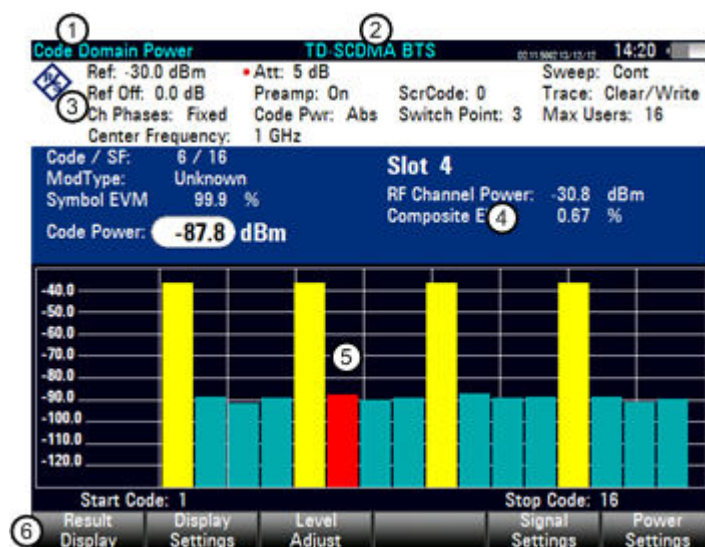 1 2
Code Domain Power TD-SCDMA BTS 14:20
Ref: -30.0 dBm • Att: 5 dB Sweep: Cont
3 Ref Off: 0.0 dB Preamp: On ScrCode: 0 Trace: Clear/Write
Ch Phases: Fixed Code Pwr: Abs Switch Point: 3 Max Users: 16
Center Frequency: 1 GHz
Code / SF: 6 / 16 Slot 4
ModType: Unknown RF Channel Power: -30.8 dBm
Symbol EVM 99.9 % Composite E 4 0.67 %
Code Power: -87.8 dBm
-40.0
-50.0
-60.0
-70.0
5
-80.0
-90.0
-100.0
-110.0
-120.0
Start Code: 1 Stop Code: 16
6 Result Display Level Signal Power
Display Settings Adjust Settings Settings